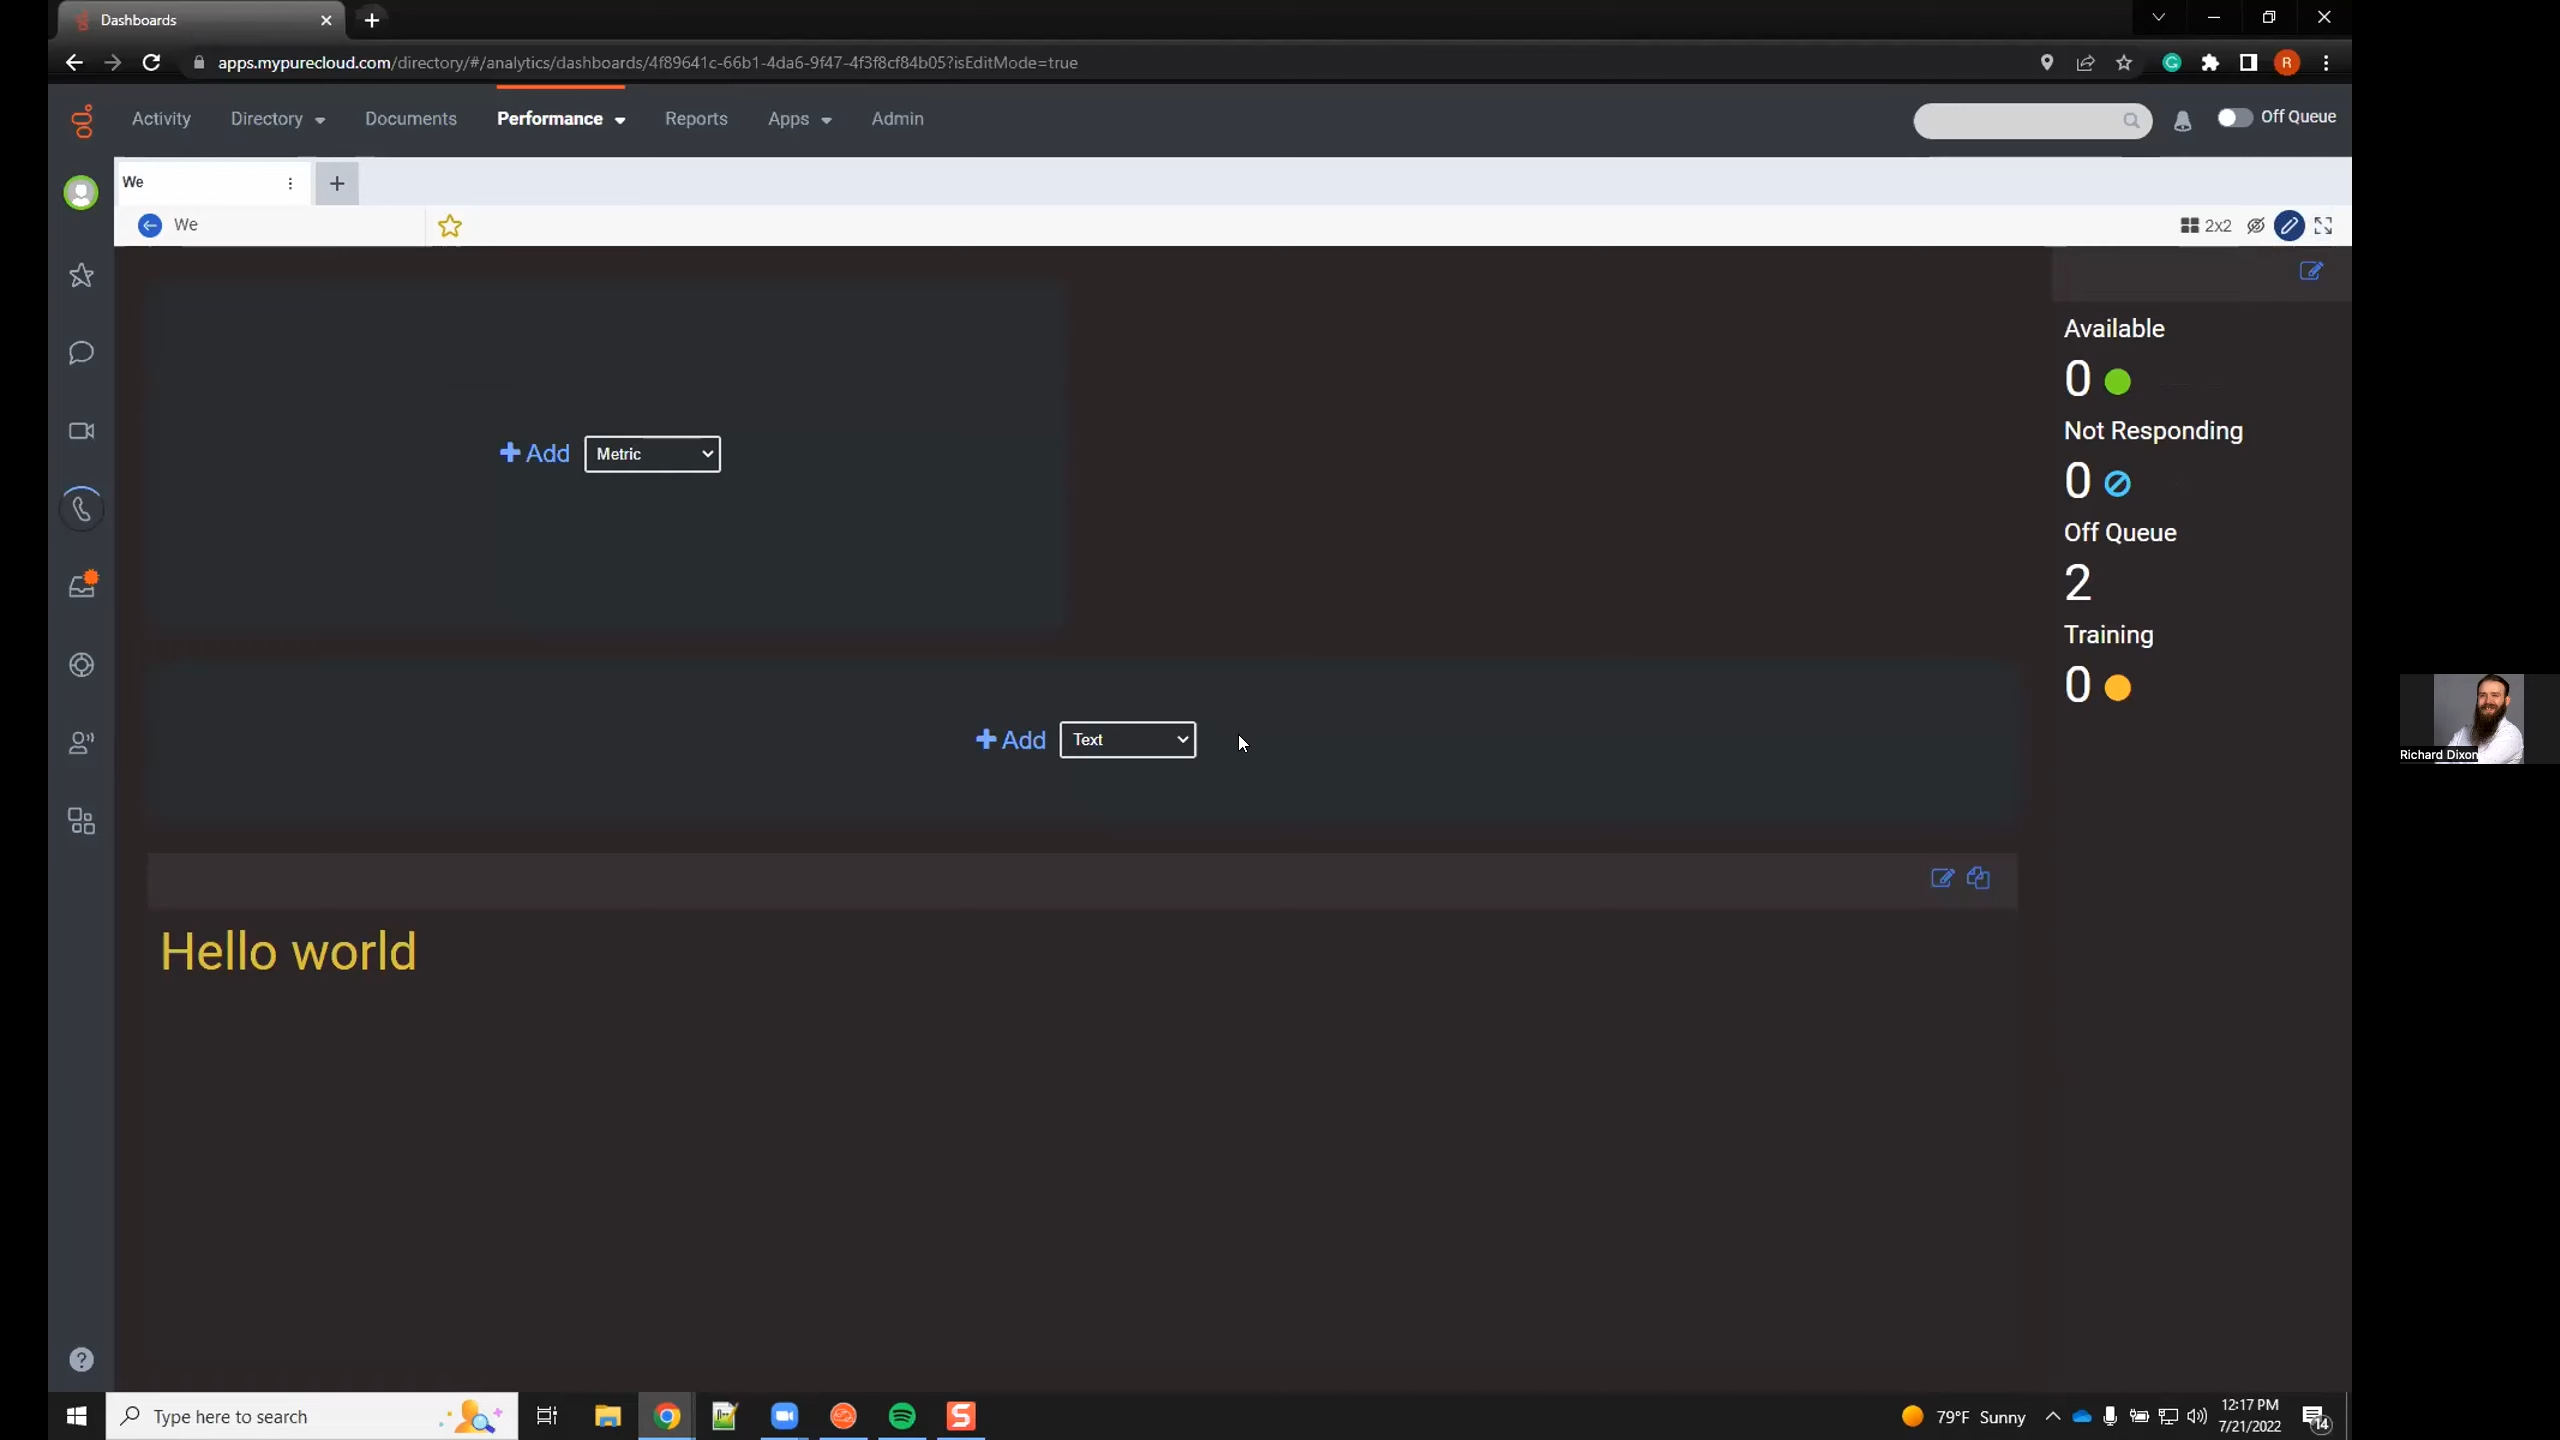 Dashboards
apps.mypurecloud.com/directory/#/analytics/dashboards/4f89641c-66b1-4da6-9f47-4f3f8cf84b05?isEditMode=true
R
Activity Directory Documents Performance Reports Apps Admin
Off Queue
We
We
2x2
Available
0
Not Responding
0
Off Queue
2
Training
0
Add Metric
Add Text
Hello world
Richard Dixon
Type here to search
79°F Sunny
12:17 PM
7/21/2022
14